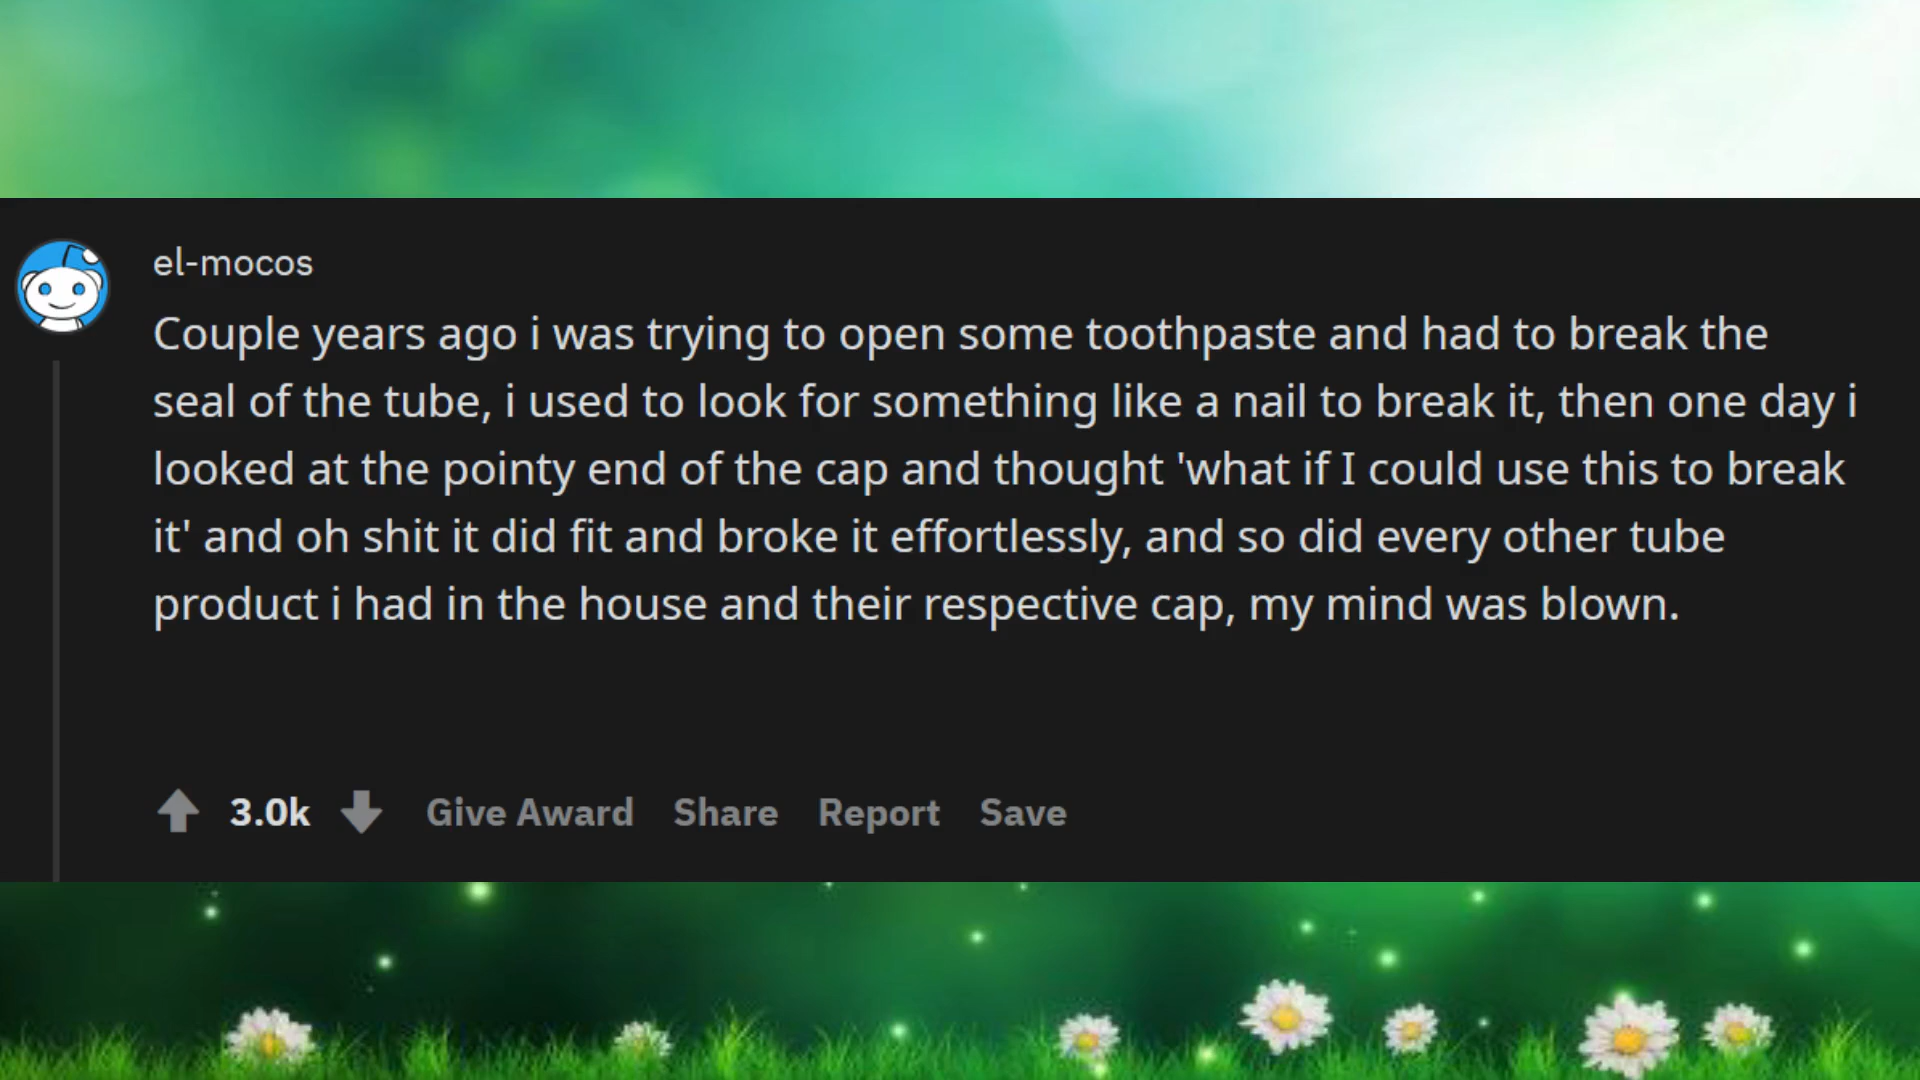 el-mocos
Couple years ago i was trying to open some toothpaste and had to break the
seal of the tube, i used to look for something like a nail to break it, then one day i
looked at the pointy end of the cap and thought 'what if I could use this to break
it' and oh shit it did fit and broke it effortlessly, and so did every other tube
product i had in the house and their respective cap, my mind was blown.
3.0k Give Award Share Report Save